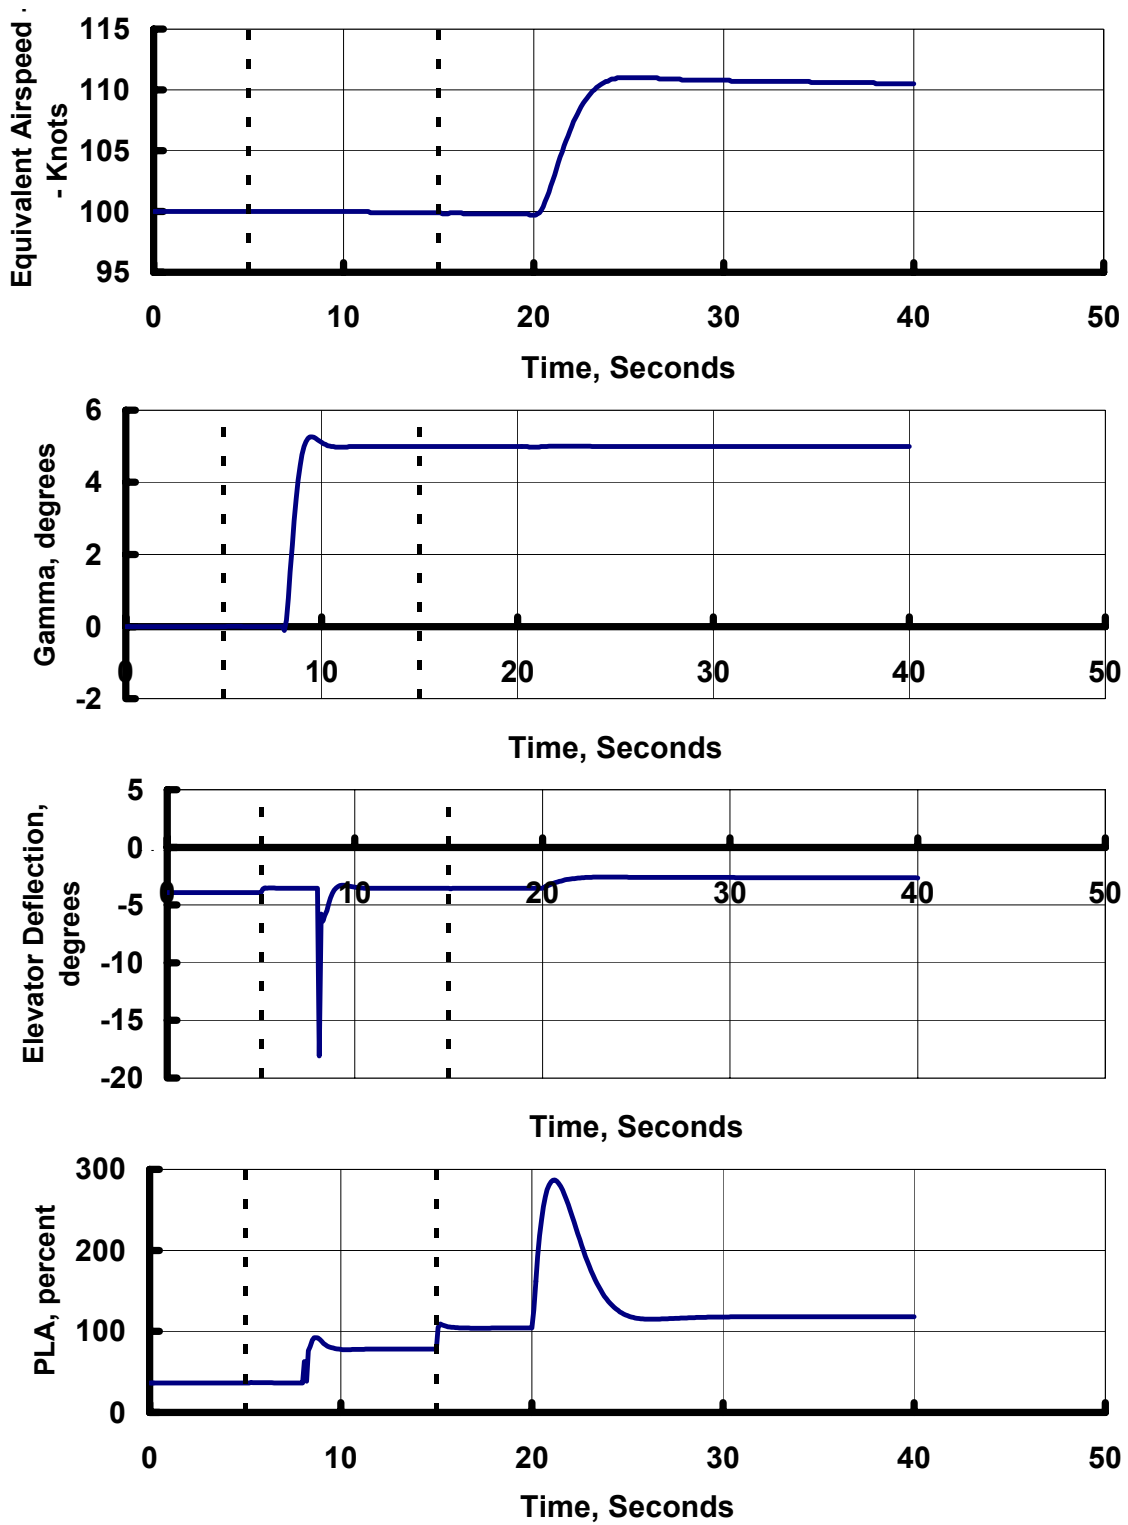 Equivalent Airspeed -
- Knots
115
110
105
100
95
0 10 20 30 40 50
Time, Seconds
Gamma, degrees
6
4
2
0
-2
0 10 20 30 40 50
Time, Seconds
Elevator Deflection,
degrees
5
0
-5
-10
-15
-20
0 10 20 30 40 50
Time, Seconds
PLA, percent
300
200
100
0
0 10 20 30 40 50
Time, Seconds